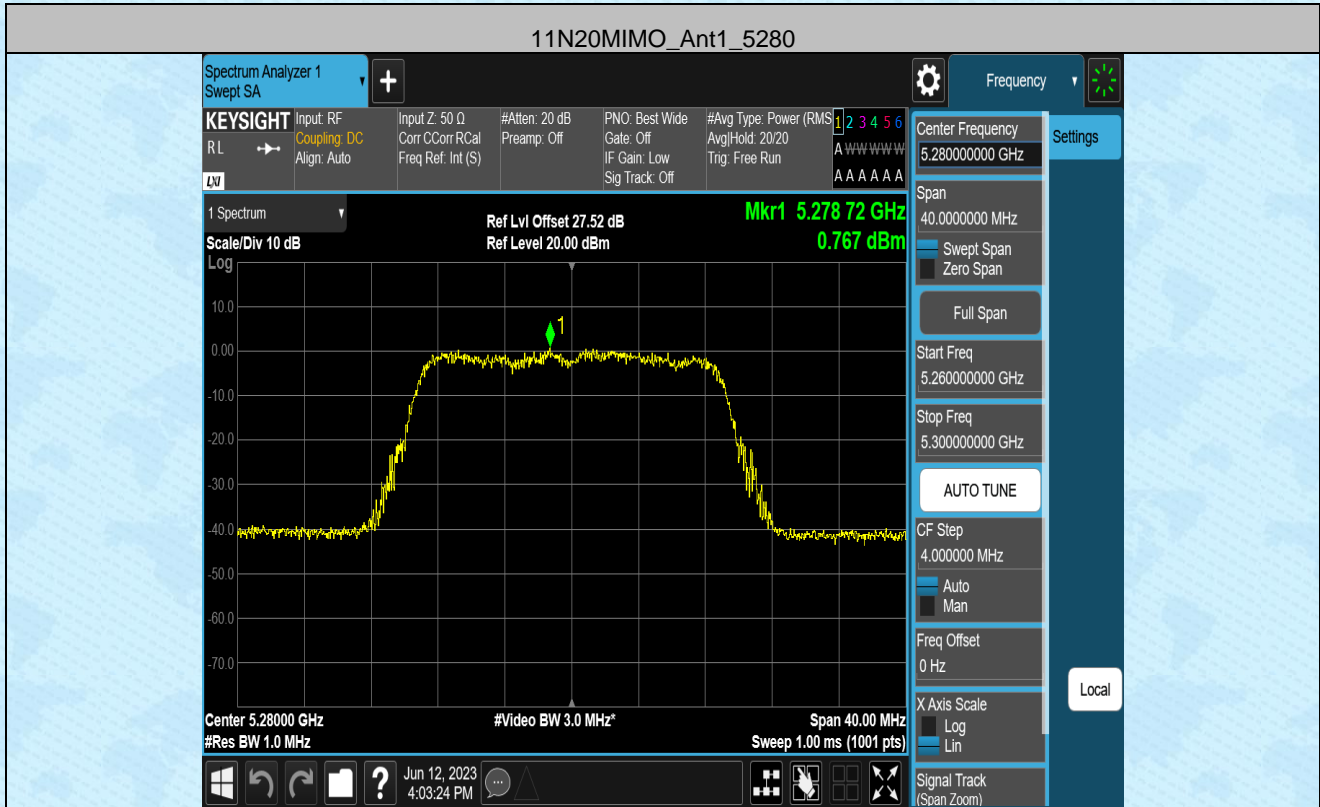 11N20MIMO_Ant1_5280
Spectrum Analyzer 1
Swept SA
+
Frequency
KEYSIGHT
R L
LXI
Input: RF
Coupling: DC
Align: Auto
Input Z: 50 Ω
Corr CCorr RCal
Freq Ref: Int (S)
#Atten: 20 dB
Preamp: Off
PNO: Best Wide
Gate: Off
IF Gain: Low
Sig Track: Off
#Avg Type: Power (RMS
Avg|Hold: 20/20
Trig: Free Run
1 2 3 4 5 6
A W W W W W
A A A A A A
1 Spectrum
Scale/Div 10 dB
Log
Ref Lvl Offset 27.52 dB
Ref Level 20.00 dBm
Mkr1 5.278 72 GHz
0.767 dBm
1
10.0
0.00
-10.0
-20.0
-30.0
-40.0
-50.0
-60.0
-70.0
Center 5.28000 GHz
#Res BW 1.0 MHz
#Video BW 3.0 MHz*
Span 40.00 MHz
Sweep 1.00 ms (1001 pts)
Center Frequency
5.280000000 GHz
Settings
Span
40.0000000 MHz
Swept Span
Zero Span
Full Span
Start Freq
5.260000000 GHz
Stop Freq
5.300000000 GHz
AUTO TUNE
CF Step
4.000000 MHz
Auto
Man
Freq Offset
0 Hz
X Axis Scale
Log
Lin
Local
Signal Track
(Span Zoom)
?
Jun 12, 2023
4:03:24 PM